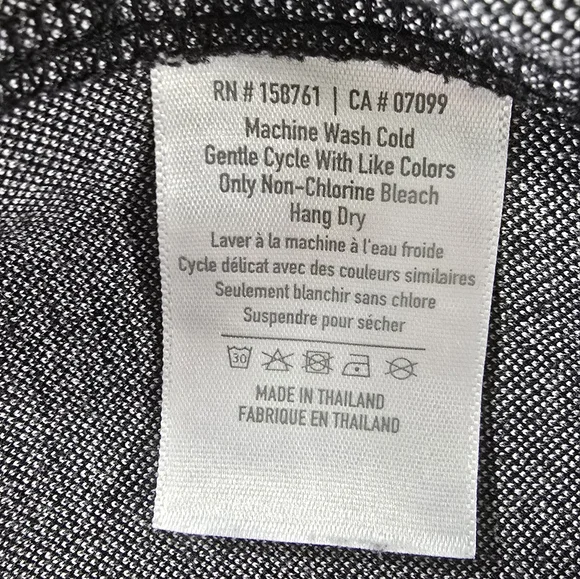 RN # 158761 | CA # 07099
Machine Wash Cold
Gentle Cycle With Like Colors
Only Non-Chlorine Bleach
Hang Dry
Laver à la machine à l'eau froide
Cycle délicat avec des couleurs similaires
Seulement blanchir sans chlore
Suspendre pour sécher
30
MADE IN THAILAND
FABRIQUE EN THAILAND